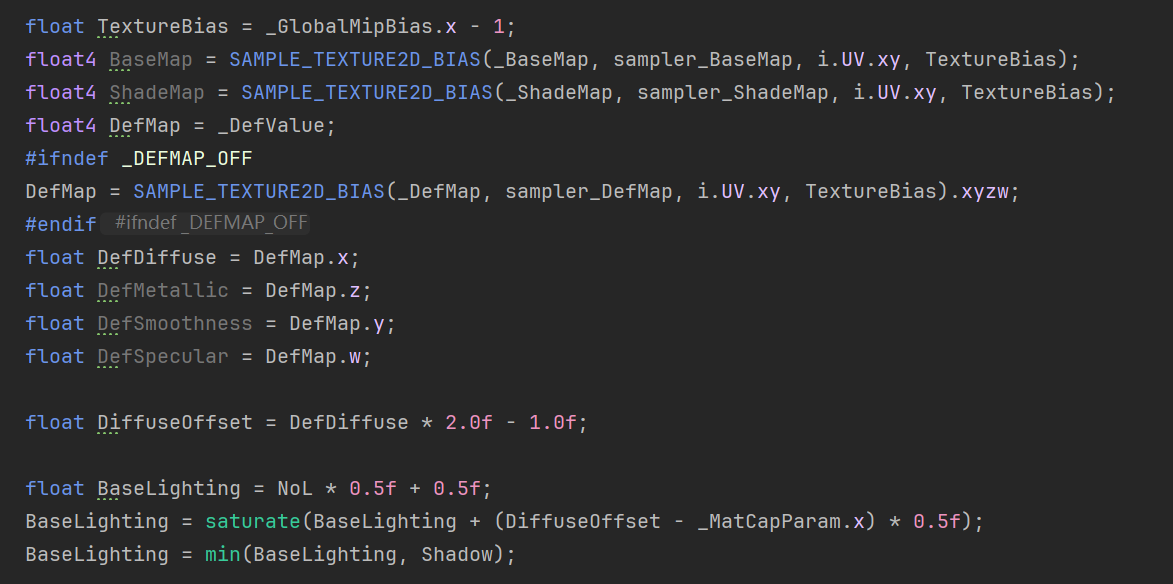 float TextureBias = _GlobalMipBias.x - 1;
float4 BaseMap = SAMPLE_TEXTURE2D_BIAS(_BaseMap, sampler_BaseMap, i.UV.xy, TextureBias);
float4 ShadeMap = SAMPLE_TEXTURE2D_BIAS(_ShadeMap, sampler_ShadeMap, i.UV.xy, TextureBias);
float4 DefMap = _DefValue;
#ifndef _DEFMAP_OFF
DefMap = SAMPLE_TEXTURE2D_BIAS(_DefMap, sampler_DefMap, i.UV.xy, TextureBias).xyzw;
#endif #ifndef _DEFMAP_OFF
float DefDiffuse = DefMap.x;
float DefMetallic = DefMap.z;
float DefSmoothness = DefMap.y;
float DefSpecular = DefMap.w;
float DiffuseOffset = DefDiffuse * 2.0f - 1.0f;
float BaseLighting = NoL * 0.5f + 0.5f;
BaseLighting = saturate(BaseLighting + (DiffuseOffset - _MatCapParam.x) * 0.5f);
BaseLighting = min(BaseLighting, Shadow);